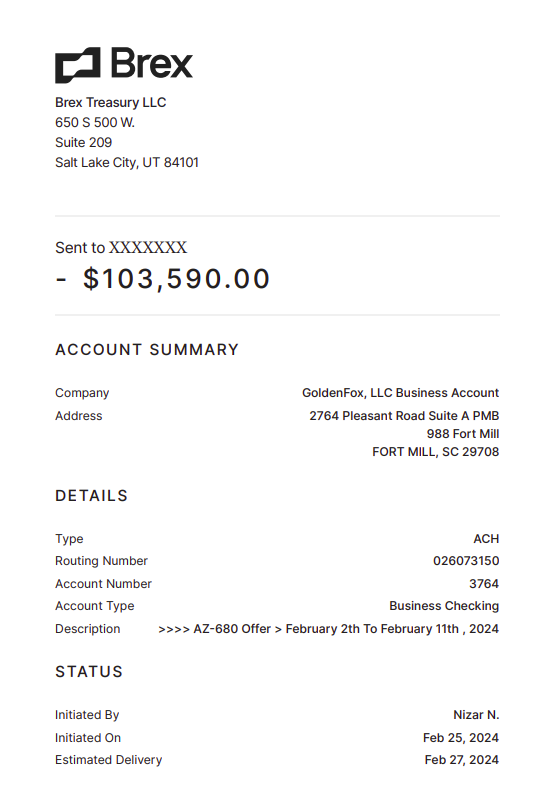 Brex
Brex Treasury LLC
650 S 500 W.
Suite 209
Salt Lake City, UT 84101
Sent to XXXXXXX
- $103,590.00
ACCOUNT SUMMARY
Company GoldenFox, LLC Business Account
Address 2764 Pleasant Road Suite A PMB
988 Fort Mill
FORT MILL, SC 29708
DETAILS
Type ACH
Routing Number 026073150
Account Number 3764
Account Type Business Checking
Description >>>> AZ-680 Offer > February 2th To February 11th , 2024
STATUS
Initiated By Nizar N.
Initiated On Feb 25, 2024
Estimated Delivery Feb 27, 2024